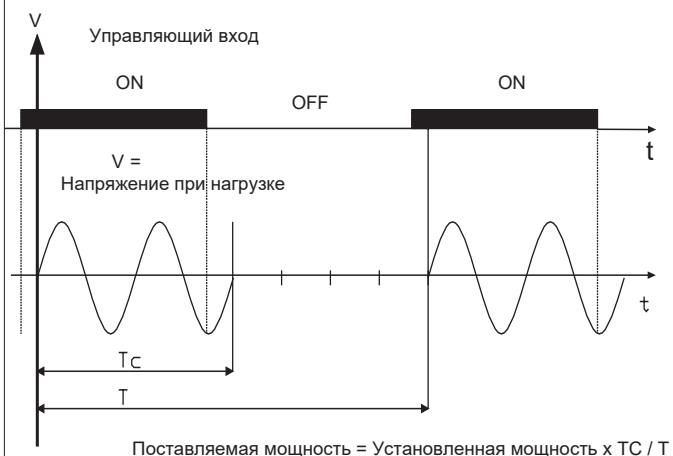 V
Управляющий вход
ON
OFF
ON
t
V =
Напряжение при нагрузке
t
Tc
T
Поставляемая мощность = Установленная мощность x TC / T